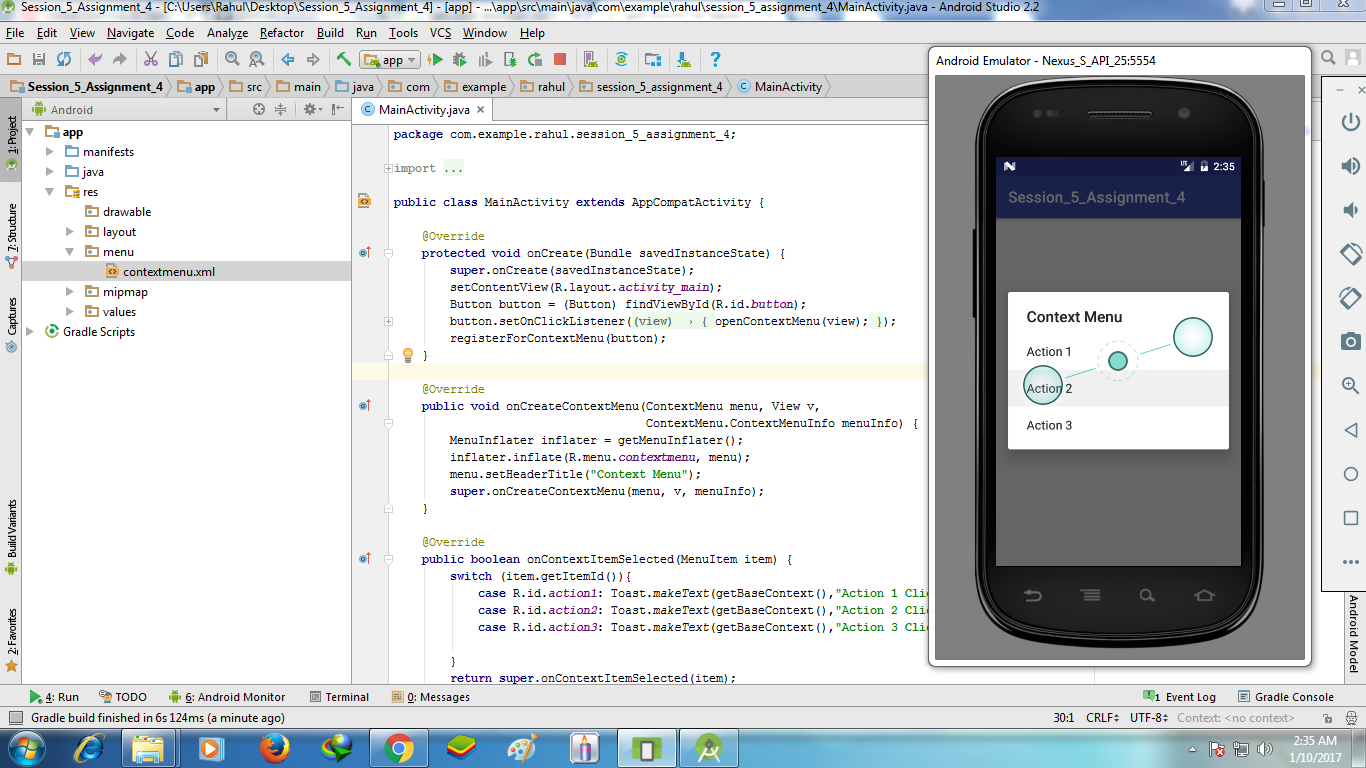 Session_5_Assignment_4 - [C:\Users\Rahul\Desktop\Session_5_Assignment_4] - [app] - ...\app\src\main\java\com\example\rahul\session_5_assignment_4\MainActivity.java - Android Studio 2.2
File Edit View Navigate Code Analyze Refactor Build Run Tools VCS Window Help
app
Session_5_Assignment_4 app src main java com example rahul session_5_assignment_4 MainActivity
Android
MainActivity.java
1: Project
7: Structure
Captures
Build Variants
2: Favorites
app
manifests
java
res
drawable
layout
menu
contextmenu.xml
mipmap
values
Gradle Scripts
package com.example.rahul.session_5_assignment_4;
import ...
public class MainActivity extends AppCompatActivity {
@Override
protected void onCreate(Bundle savedInstanceState) {
super.onCreate(savedInstanceState);
setContentView(R.layout.activity_main);
Button button = (Button) findViewById(R.id.button);
button.setOnClickListener((view) → { openContextMenu(view); });
registerForContextMenu(button);
}
@Override
public void onCreateContextMenu(ContextMenu menu, View v,
ContextMenu.ContextMenuInfo menuInfo) {
MenuInflater inflater = getMenuInflater();
inflater.inflate(R.menu.contextmenu, menu);
menu.setHeaderTitle("Context Menu");
super.onCreateContextMenu(menu, v, menuInfo);
}
@Override
public boolean onContextItemSelected(MenuItem item) {
switch (item.getItemId()){
case R.id.action1: Toast.makeText(getBaseContext(),"Action 1 Cli
case R.id.action2: Toast.makeText(getBaseContext(),"Action 2 Cli
case R.id.action3: Toast.makeText(getBaseContext(),"Action 3 Cli
}
return super.onContextItemSelected(item);
Android Emulator - Nexus_S_API_25:5554
2:35
Session_5_Assignment_4
Context Menu
Action 1
Action 2
Action 3
Android Model
4: Run TODO 6: Android Monitor Terminal 0: Messages 1 Event Log Gradle Console
Gradle build finished in 6s 124ms (a minute ago) 30:1 CRLF UTF-8 Context: <no context>
2:35 AM
1/10/2017